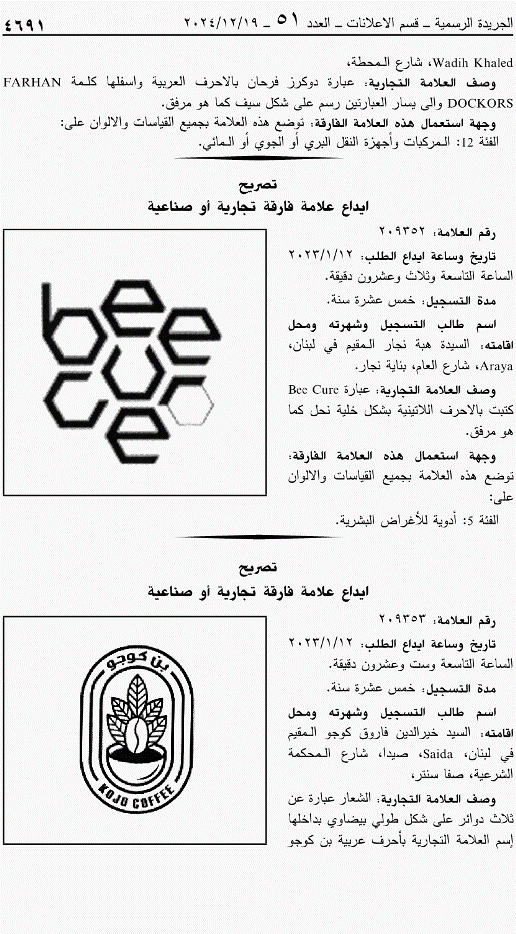 الجريدة الرسمية ــ قسم الاعلانات ــ العدد ٥١ ــ ٢٠٢٤/١٢/١٩
٤٦٩١
Wadih Khaled، شارع المحطة،
وصف العلامة التجارية: عبارة دوكرز فرحان بالاحرف العربية واسفلها كلمة FARHAN
DOCKORS والى يسار العبارتين رسم على شكل سيف كما هو مرفق.
وجهة استعمال هذه العلامة الفارقة: توضع هذه العلامة بجميع القياسات والالوان على:
الفئة 12: المركبات وأجهزة النقل البري أو الجوي أو المائي.
تصريح
ايداع علامة فارقة تجارية أو صناعية
رقم العلامة: ٢٠٩٣٥٢
تاريخ وساعة ايداع الطلب: ٢٠٢٣/١/١٢
الساعة التاسعة وثلاث وعشرون دقيقة.
مدة التسجيل: خمس عشرة سنة.
اسم طالب التسجيل وشهرته ومحل
اقامته: السيدة هبة نجار المقيم في لبنان،
Araya، شارع العام، بناية نجار.
وصف العلامة التجارية: عبارة Bee Cure
كتبت بالاحرف اللاتينية بشكل خلية نحل كما
هو مرفق.
وجهة استعمال هذه العلامة الفارقة:
توضع هذه العلامة بجميع القياسات والالوان
على:
الفئة 5: أدوية للأغراض البشرية.
bee
cur
e
تصريح
ايداع علامة فارقة تجارية أو صناعية
رقم العلامة: ٢٠٩٣٥٣
تاريخ وساعة ايداع الطلب: ٢٠٢٣/١/١٢
الساعة التاسعة وست وعشرون دقيقة.
مدة التسجيل: خمس عشرة سنة.
اسم طالب التسجيل وشهرته ومحل
اقامته: السيد خيرالدين فاروق كوجو المقيم
في لبنان، Saida، صيدا، شارع المحكمة
الشرعية، صفا سنتر،
وصف العلامة التجارية: الشعار عبارة عن
ثلاث دوائر على شكل طولي بيضاوي بداخلها
إسم العلامة التجارية بأحرف عربية بن كوجو
بن كوجو
KOJO COFFEE